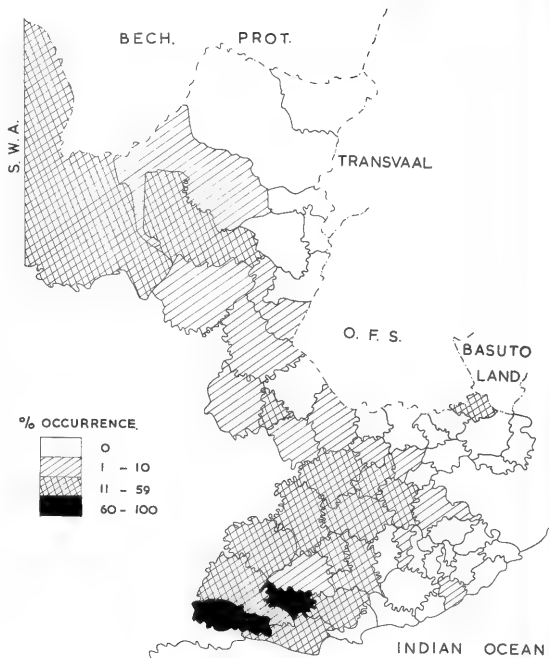 BECH. PROT.
S.W.A.
TRANSVAAL
O. F. S.
BASUTO
LAND
% OCCURRENCE.
0
1 - 10
11 - 59
60 - 100
INDIAN OCEAN